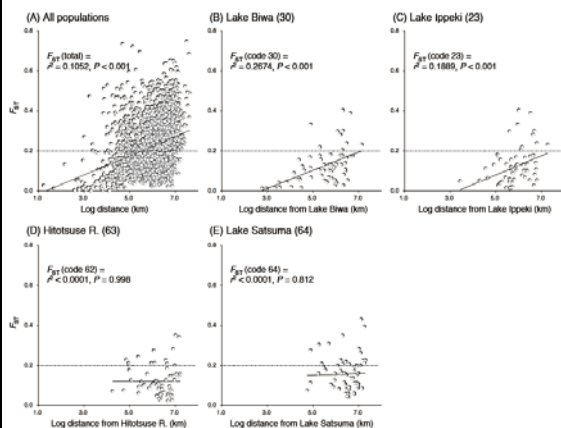 (A) All populations
(B) Lake Biwa (30)
(C) Lake Ippeki (23)
0.8
0.6
0.4
0.2
0.0
F_ST
F_ST (total) =
r² = 0.1052, P < 0.001
1.0 3.0 5.0 7.0
Log distance (km)
0.8
0.6
0.4
0.2
0.0
F_ST (code 30) =
r² = 0.2674, P < 0.001
1.0 3.0 5.0 7.0
Log distance from Lake Biwa (km)
0.8
0.6
0.4
0.2
0.0
F_ST (code 23) =
r² = 0.1889, P < 0.001
1.0 3.0 5.0 7.0
Log distance from Lake Ippeki (km)
(D) Hitotsuse R. (63)
(E) Lake Satsuma (64)
0.8
0.6
0.4
0.2
0.0
F_ST
F_ST (code 62) =
r² < 0.0001, P = 0.998
1.0 3.0 5.0 7.0
Log distance from Hitotsuse R. (km)
0.8
0.6
0.4
0.2
0.0
F_ST (code 64) =
r² < 0.0001, P = 0.812
1.0 3.0 5.0 7.0
Log distance from Lake Satsuma (km)